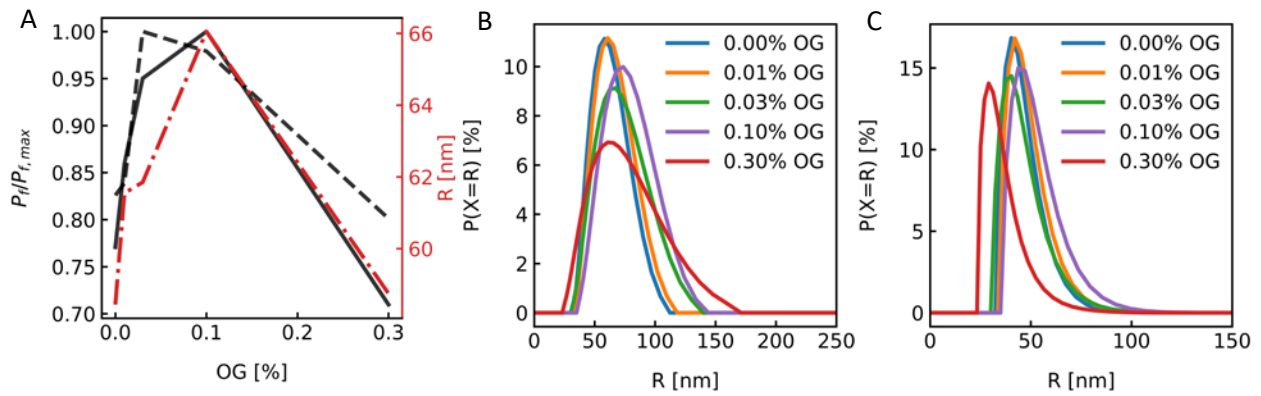 A
P_f/P_{f,max}
1.00
0.95
0.90
0.85
0.80
0.75
0.70
0.0
0.1
0.2
0.3
OG [%]
66
64
62
60
R [nm]
B
P(X=R) [%]
10
8
6
4
2
0
0
50
100
150
200
250
R [nm]
0.00% OG
0.01% OG
0.03% OG
0.10% OG
0.30% OG
C
P(X=R) [%]
15
10
5
0
0
50
100
150
R [nm]
0.00% OG
0.01% OG
0.03% OG
0.10% OG
0.30% OG